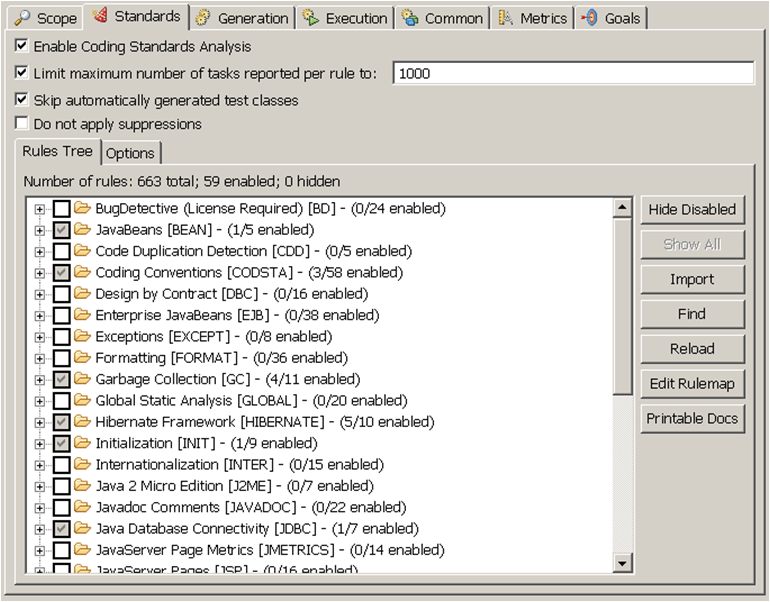 Scope Standards Generation Execution Common Metrics Goals
Enable Coding Standards Analysis
Limit maximum number of tasks reported per rule to: 1000
Skip automatically generated test classes
Do not apply suppressions
Rules Tree Options
Number of rules: 663 total; 59 enabled; 0 hidden
BugDetective (License Required) [BD] - (0/24 enabled)
JavaBeans [BEAN] - (1/5 enabled)
Code Duplication Detection [CDD] - (0/5 enabled)
Coding Conventions [CODSTA] - (3/58 enabled)
Design by Contract [DBC] - (0/16 enabled)
Enterprise JavaBeans [EJB] - (0/38 enabled)
Exceptions [EXCEPT] - (0/8 enabled)
Formatting [FORMAT] - (0/36 enabled)
Garbage Collection [GC] - (4/11 enabled)
Global Static Analysis [GLOBAL] - (0/20 enabled)
Hibernate Framework [HIBERNATE] - (5/10 enabled)
Initialization [INIT] - (1/9 enabled)
Internationalization [INTER] - (0/15 enabled)
Java 2 Micro Edition [J2ME] - (0/7 enabled)
Javadoc Comments [JAVADOC] - (0/22 enabled)
Java Database Connectivity [JDBC] - (1/7 enabled)
JavaServer Page Metrics [JMETRICS] - (0/14 enabled)
JavaServer Pages [JSP] - (0/16 enabled)
Hide Disabled
Show All
Import
Find
Reload
Edit Rulemap
Printable Docs